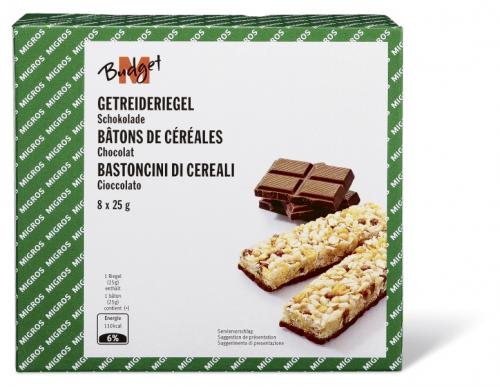 M
Budget
GETREIDERIEGEL
Schokolade
BÂTONS DE CÉRÉALES
Chocolat
BASTONCINI DI CEREALI
Cioccolato
8 x 25 g
1 Riegel
(25g)
enthält
1 bâton
(25g)
contient (•)
Energie
110kcal
6%
Serviervorschlag
Suggestion de présentation
Suggerimento di presentazione
MIGROS